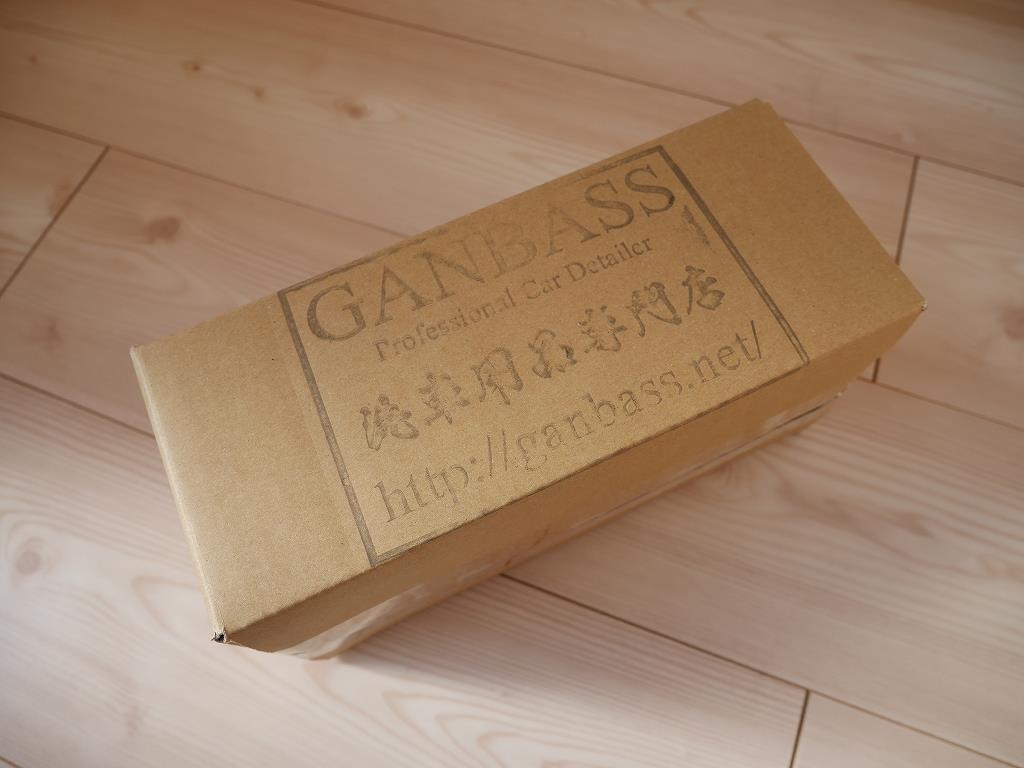 GANBASS
Professional Car Detailer
洗車用品専門店
http://ganbass.net/